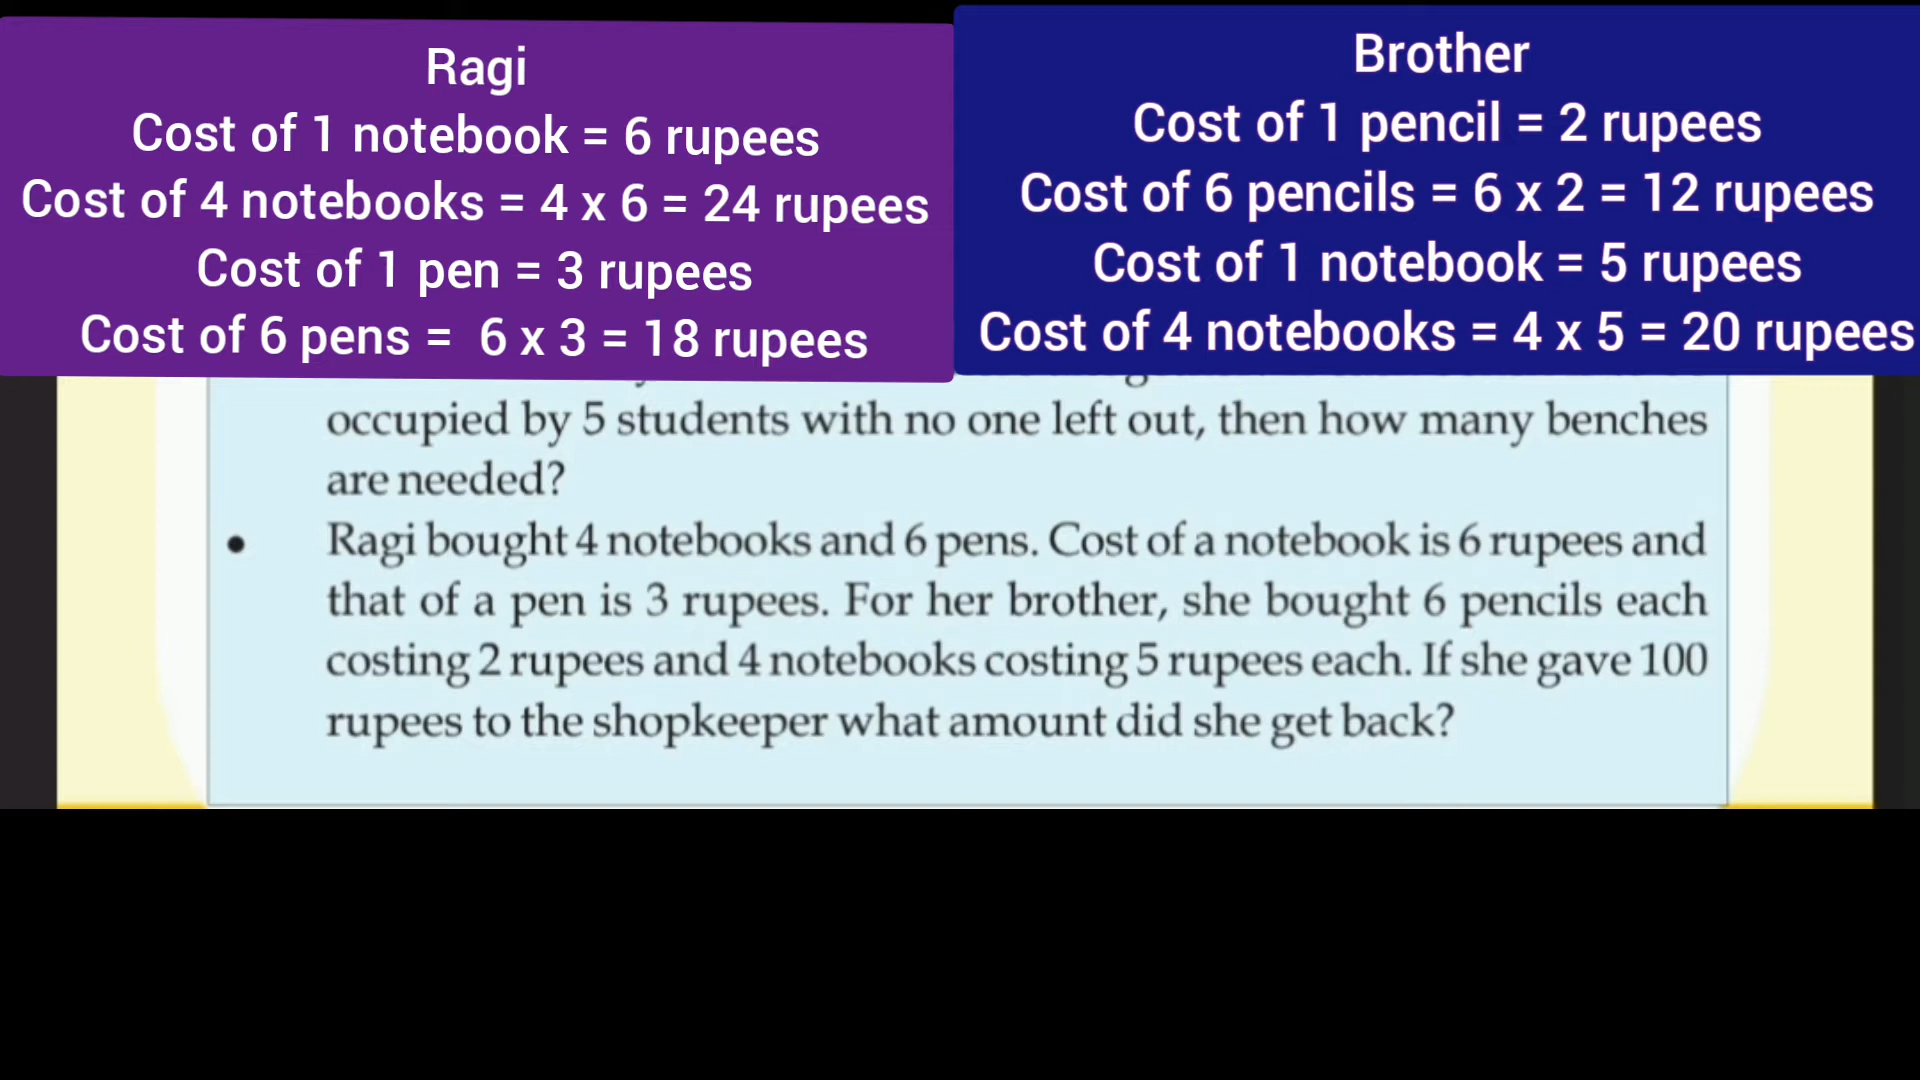 Ragi
Cost of 1 notebook = 6 rupees
Cost of 4 notebooks = 4 x 6 = 24 rupees
Cost of 1 pen = 3 rupees
Cost of 6 pens = 6 x 3 = 18 rupees
Brother
Cost of 1 pencil = 2 rupees
Cost of 6 pencils = 6 x 2 = 12 rupees
Cost of 1 notebook = 5 rupees
Cost of 4 notebooks = 4 x 5 = 20 rupees
occupied by 5 students with no one left out, then how many benches
are needed?
• Ragi bought 4 notebooks and 6 pens. Cost of a notebook is 6 rupees and
that of a pen is 3 rupees. For her brother, she bought 6 pencils each
costing 2 rupees and 4 notebooks costing 5 rupees each. If she gave 100
rupees to the shopkeeper what amount did she get back?